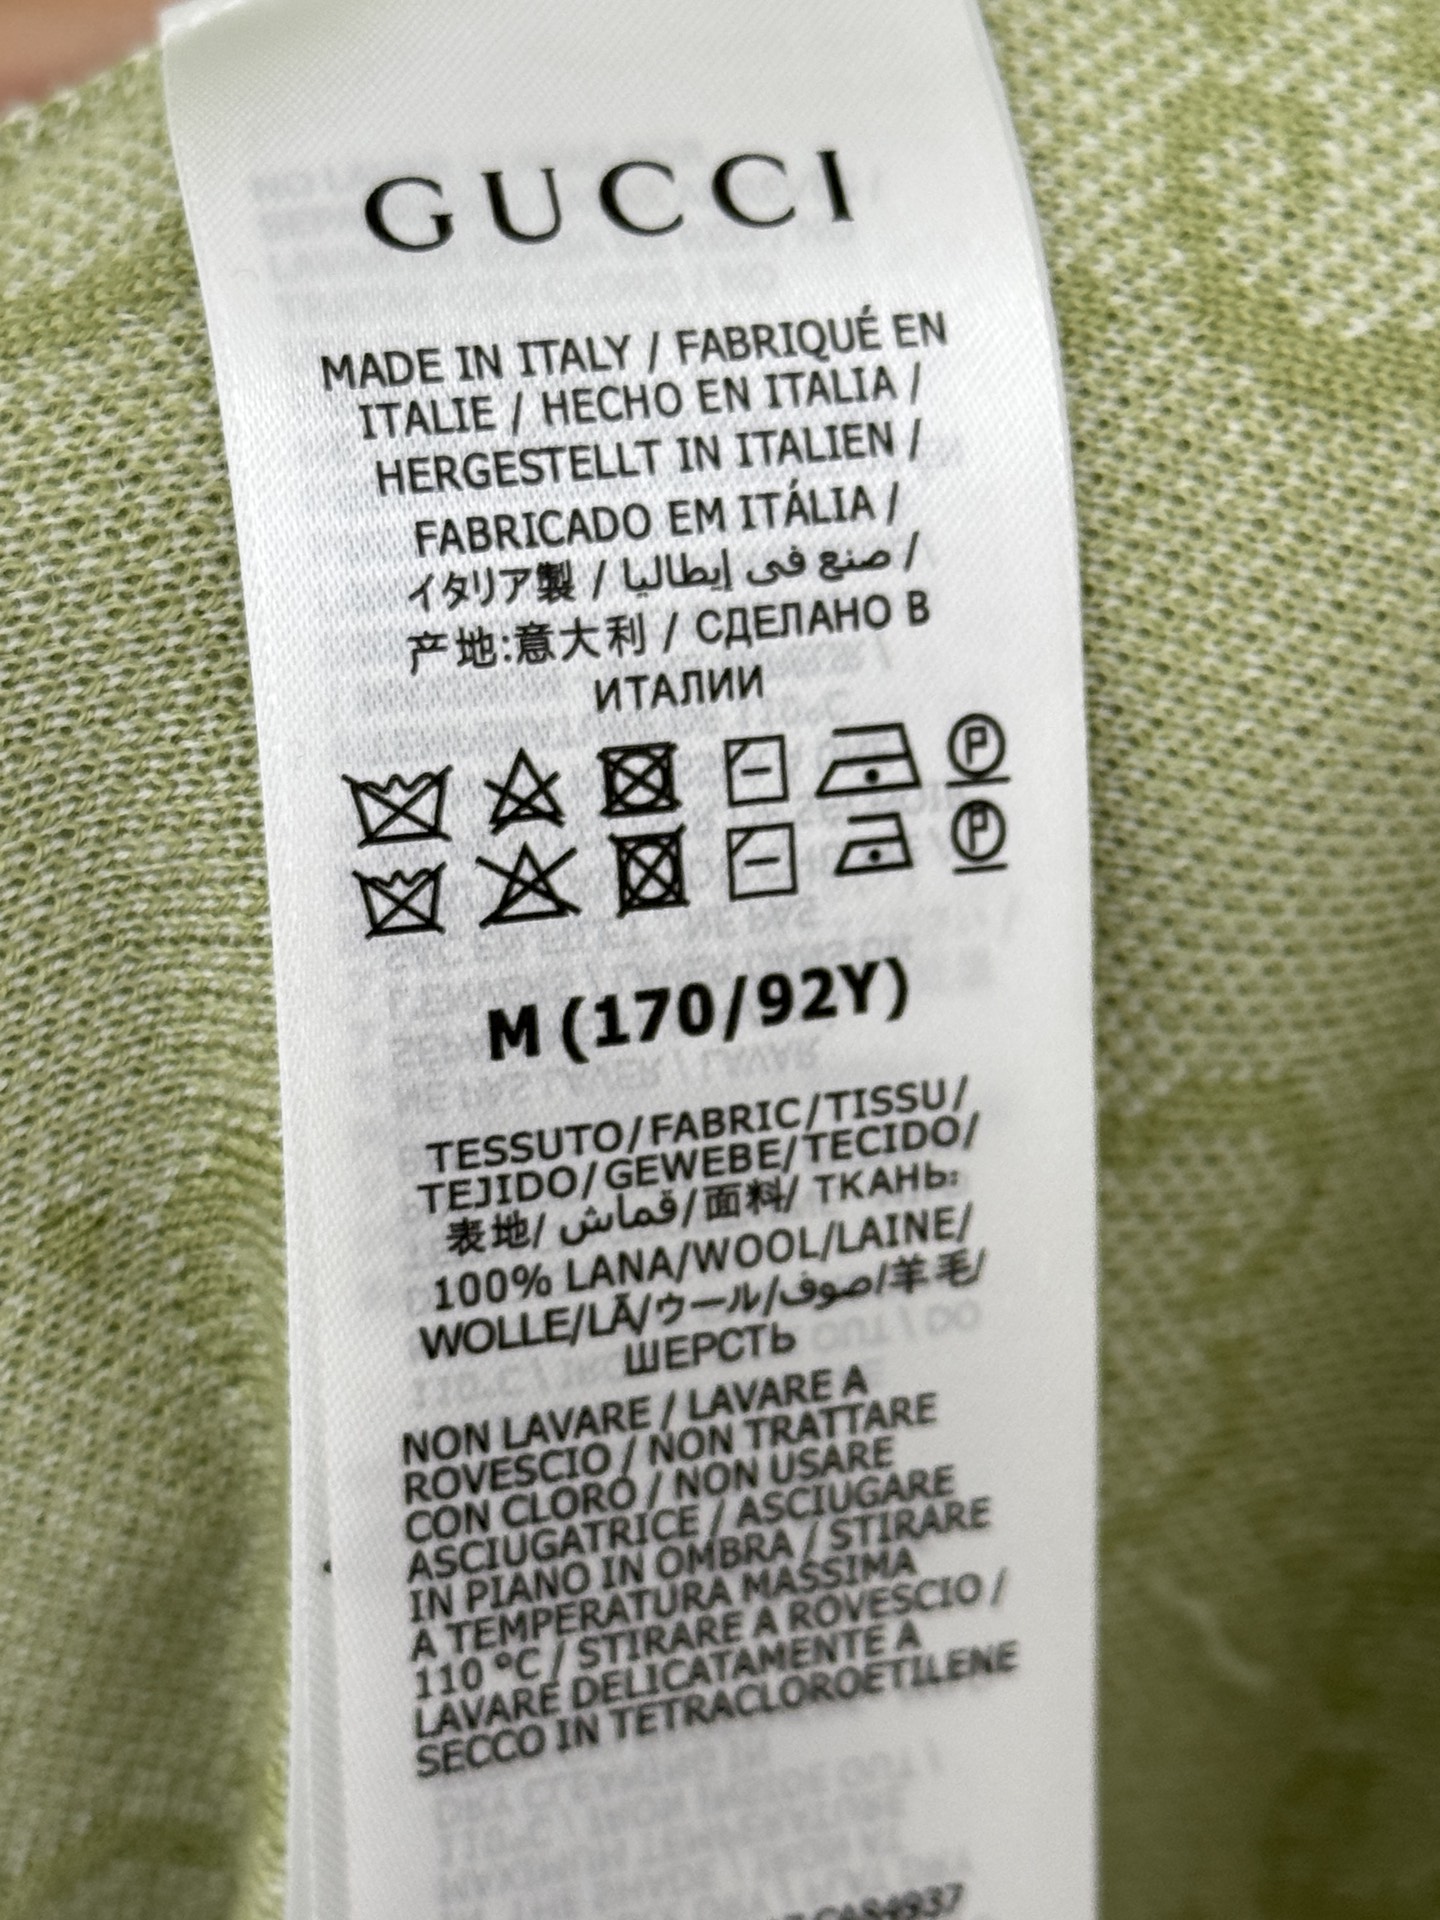 GUCCI
MADE IN ITALY / FABRIQUÉ EN
ITALIE / HECHO EN ITALIA /
HERGESTELLT IN ITALIEN /
FABRICADO EM ITÁLIA /
イタリア製 / صنع في إيطاليا /
产地:意大利 / СДЕЛАНО В
ИТАЛИИ
P
P
M (170/92Y)
TESSUTO/FABRIC/TISSU/
TEJIDO/GEWEBE/TECIDO/
表地/ قماش/面料/ ТКАНЬ:
100% LANA/WOOL/LAINE/
WOLLE/LÃ/ウール/صوف/羊毛/
ШЕРСТЬ
NON LAVARE / LAVARE A
ROVESCIO / NON TRATTARE
CON CLORO / NON USARE
ASCIUGATRICE / ASCIUGARE
IN PIANO IN OMBRA / STIRARE
A TEMPERATURA MASSIMA
110 °C / STIRARE A ROVESCIO /
LAVARE DELICATAMENTE A
SECCO IN TETRACLOROETILENE